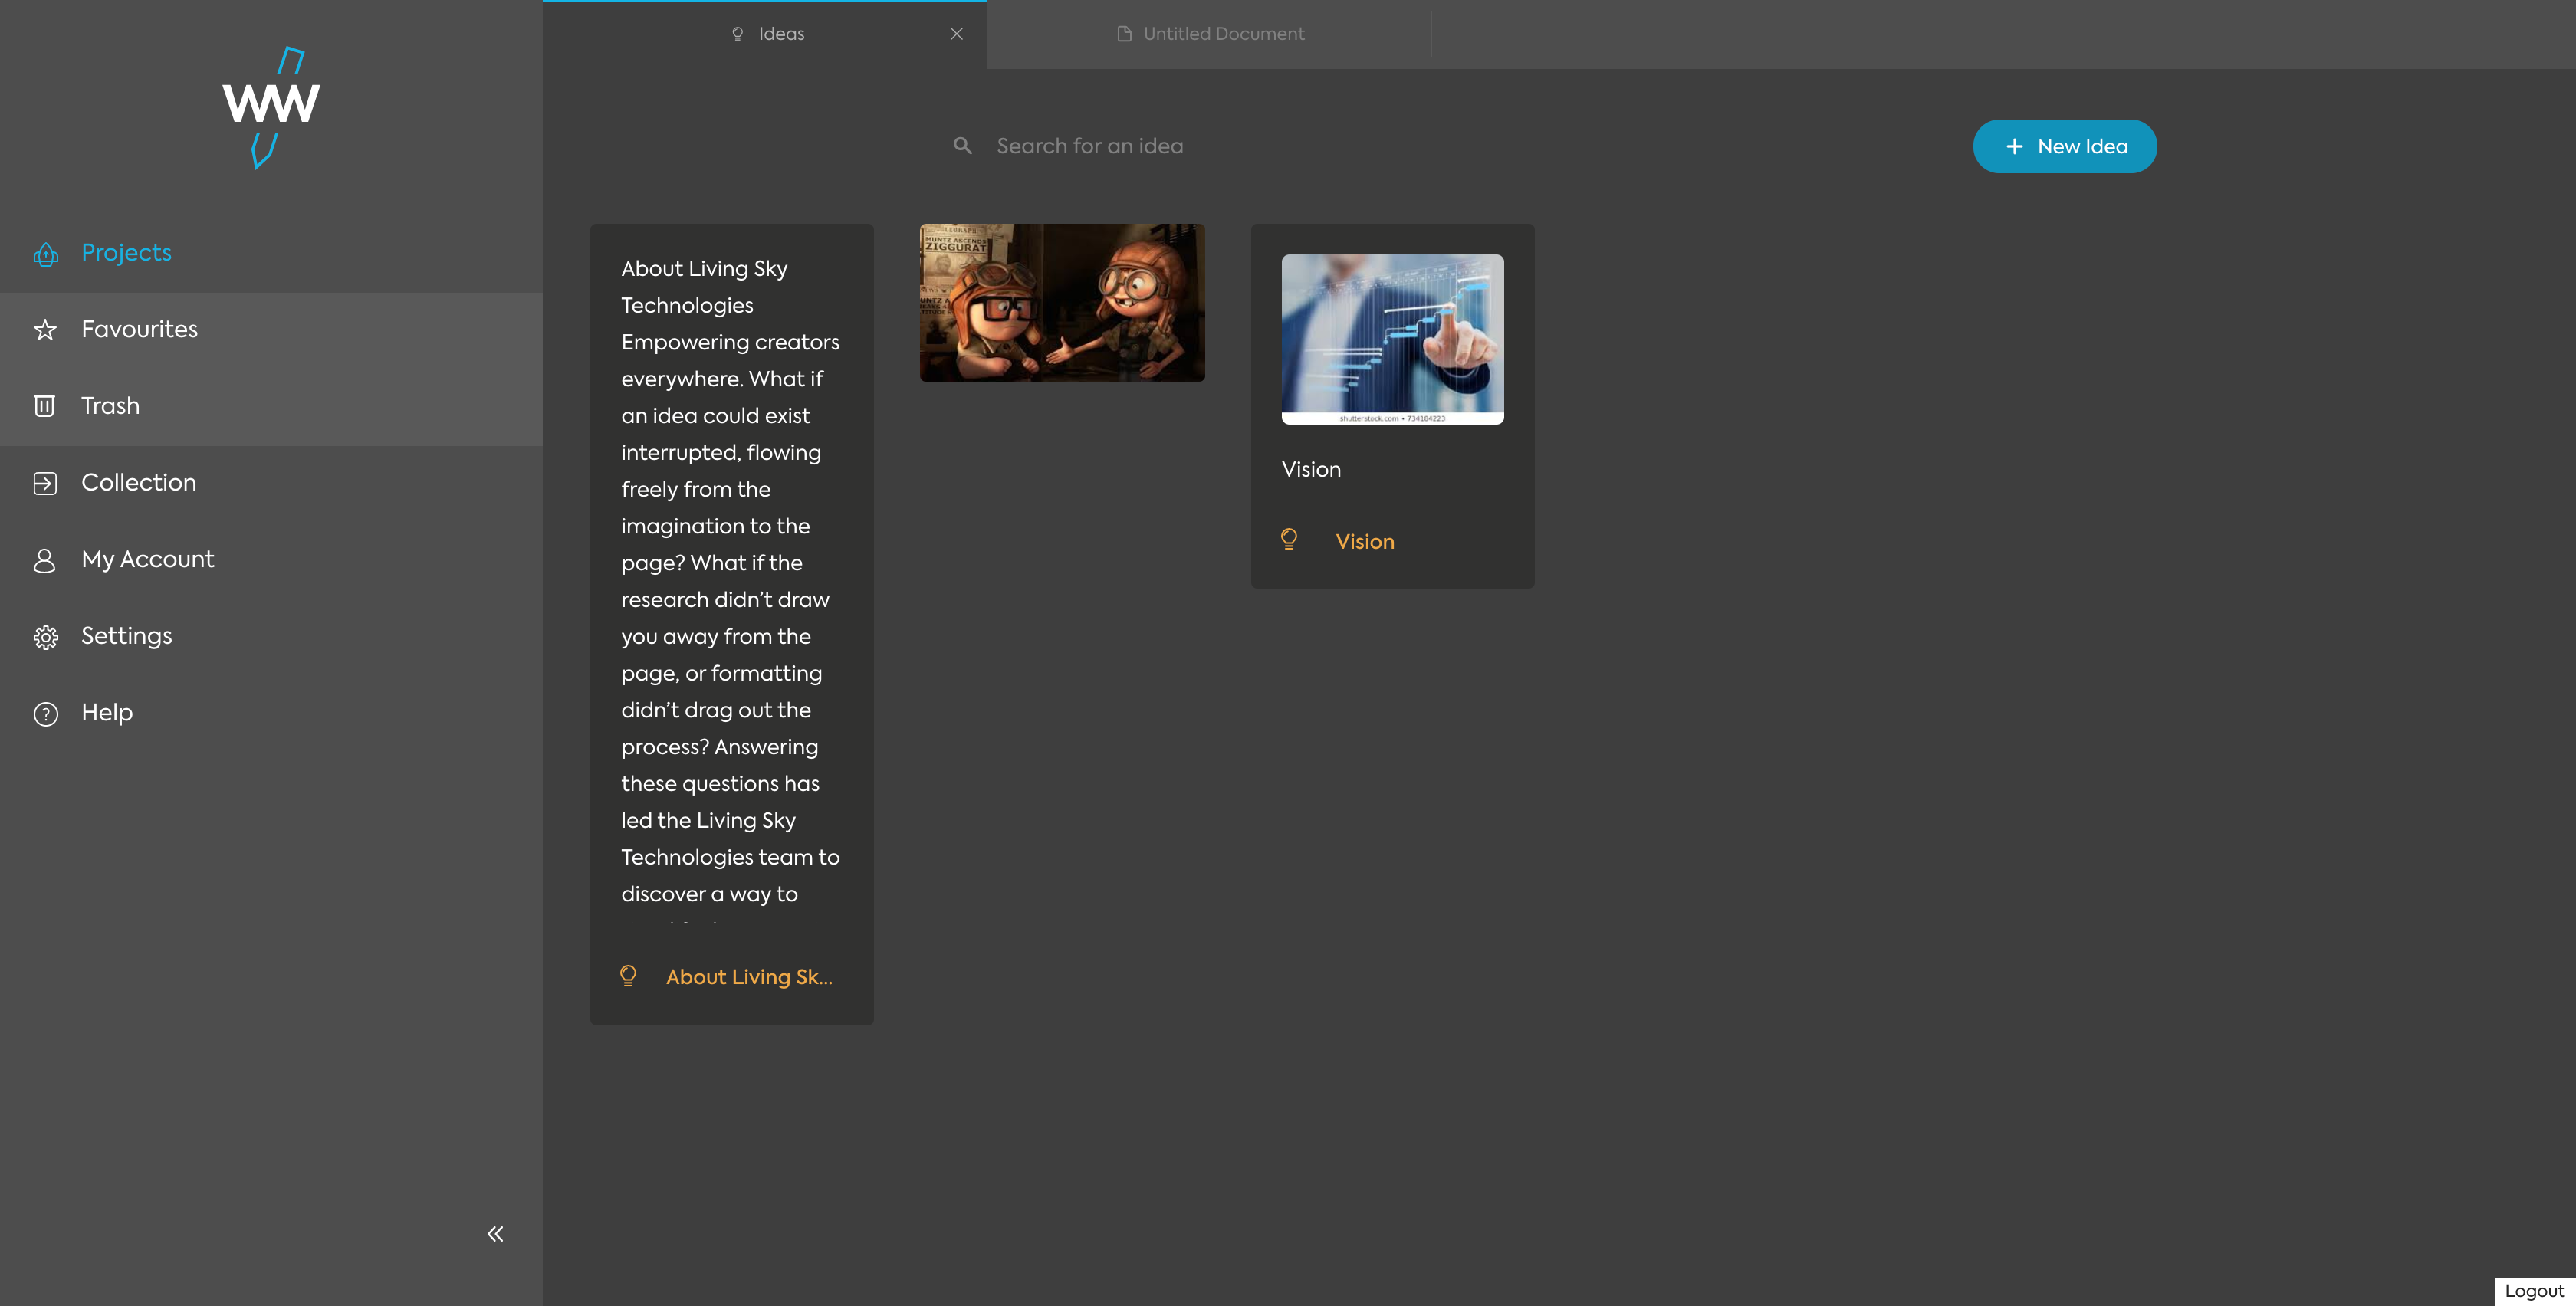 WW
Projects
Favourites
Trash
Collection
My Account
Settings
Help
Ideas
Untitled Document
Search for an idea
New Idea
About Living Sky
Technologies
Empowering creators
everywhere. What if
an idea could exist
interrupted, flowing
freely from the
imagination to the
page? What if the
research didn’t draw
you away from the
page, or formatting
didn’t drag out the
process? Answering
these questions has
led the Living Sky
Technologies team to
discover a way to
About Living Sk...
MUNTZ ASCENDS
ZIGGURAT
shutterstock.com • 734184223
Vision
Vision
Logout